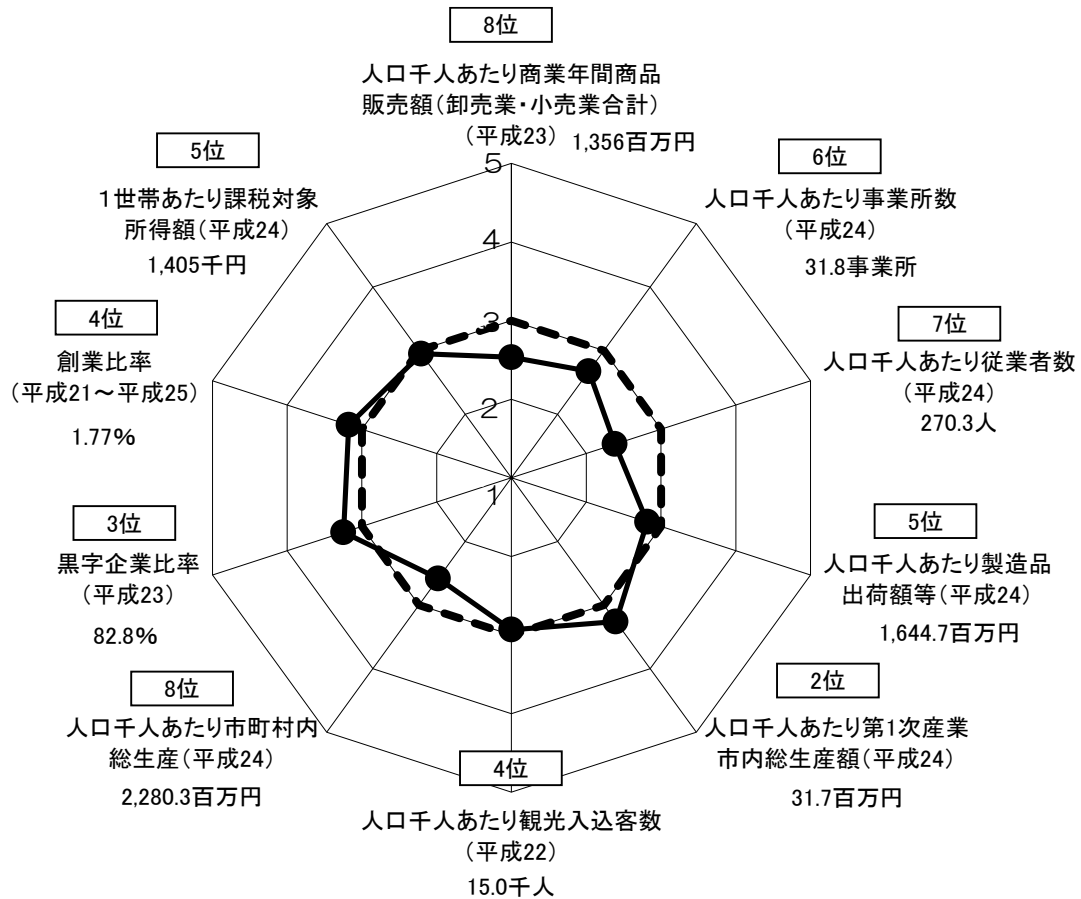 8位
人口千人あたり商業年間商品
販売額（卸売業・小売業合計）
（平成23）
1,356百万円
6位
人口千人あたり事業所数
（平成24）
31.8事業所
7位
人口千人あたり従業者数
（平成24）
270.3人
5位
人口千人あたり製造品
出荷額等（平成24）
1,644.7百万円
2位
人口千人あたり第1次産業
市内総生産額（平成24）
31.7百万円
4位
人口千人あたり観光入込客数
（平成22）
15.0千人
8位
人口千人あたり市町村内
総生産（平成24）
2,280.3百万円
3位
黒字企業比率
（平成23）
82.8%
4位
創業比率
（平成21～平成25）
1.77%
5位
1世帯あたり課税対象
所得額（平成24）
1,405千円
5
4
3
2
1